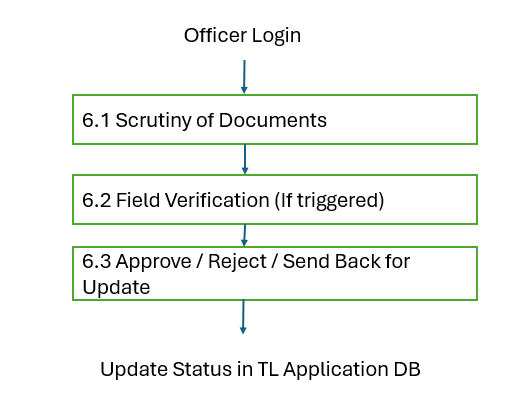 Officer Login
6.1 Scrutiny of Documents
6.2 Field Verification (If triggered)
6.3 Approve / Reject / Send Back for
Update
Update Status in TL Application DB